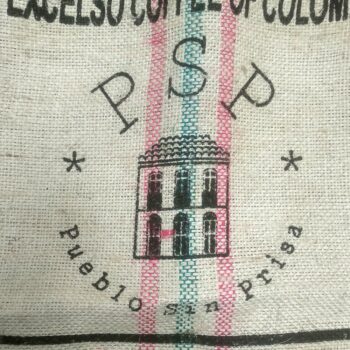 EXCELSO COFFEE OF COLOM
PSP
* *
Pueblo sin Prisa